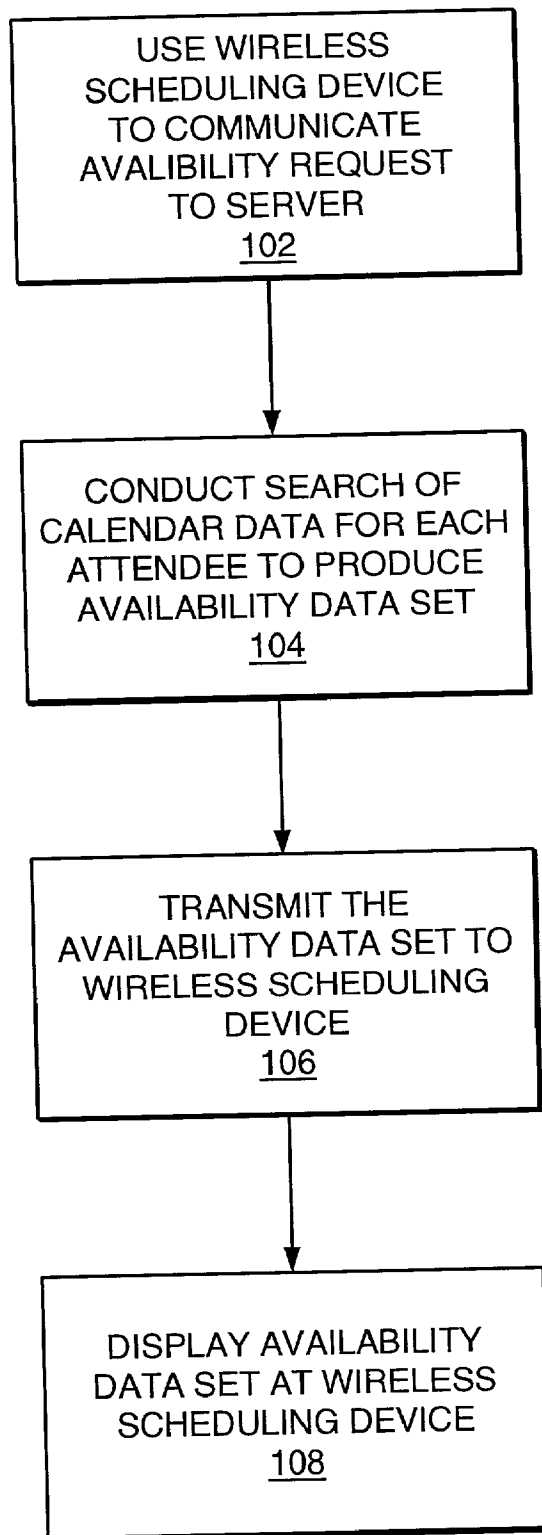 USE WIRELESS
SCHEDULING DEVICE
TO COMMUNICATE
AVALIBILITY REQUEST
TO SERVER
102
CONDUCT SEARCH OF
CALENDAR DATA FOR EACH
ATTENDEE TO PRODUCE
AVAILABILITY DATA SET
104
TRANSMIT THE
AVAILABILITY DATA SET TO
WIRELESS SCHEDULING
DEVICE
106
DISPLAY AVAILABILITY
DATA SET AT WIRELESS
SCHEDULING DEVICE
108